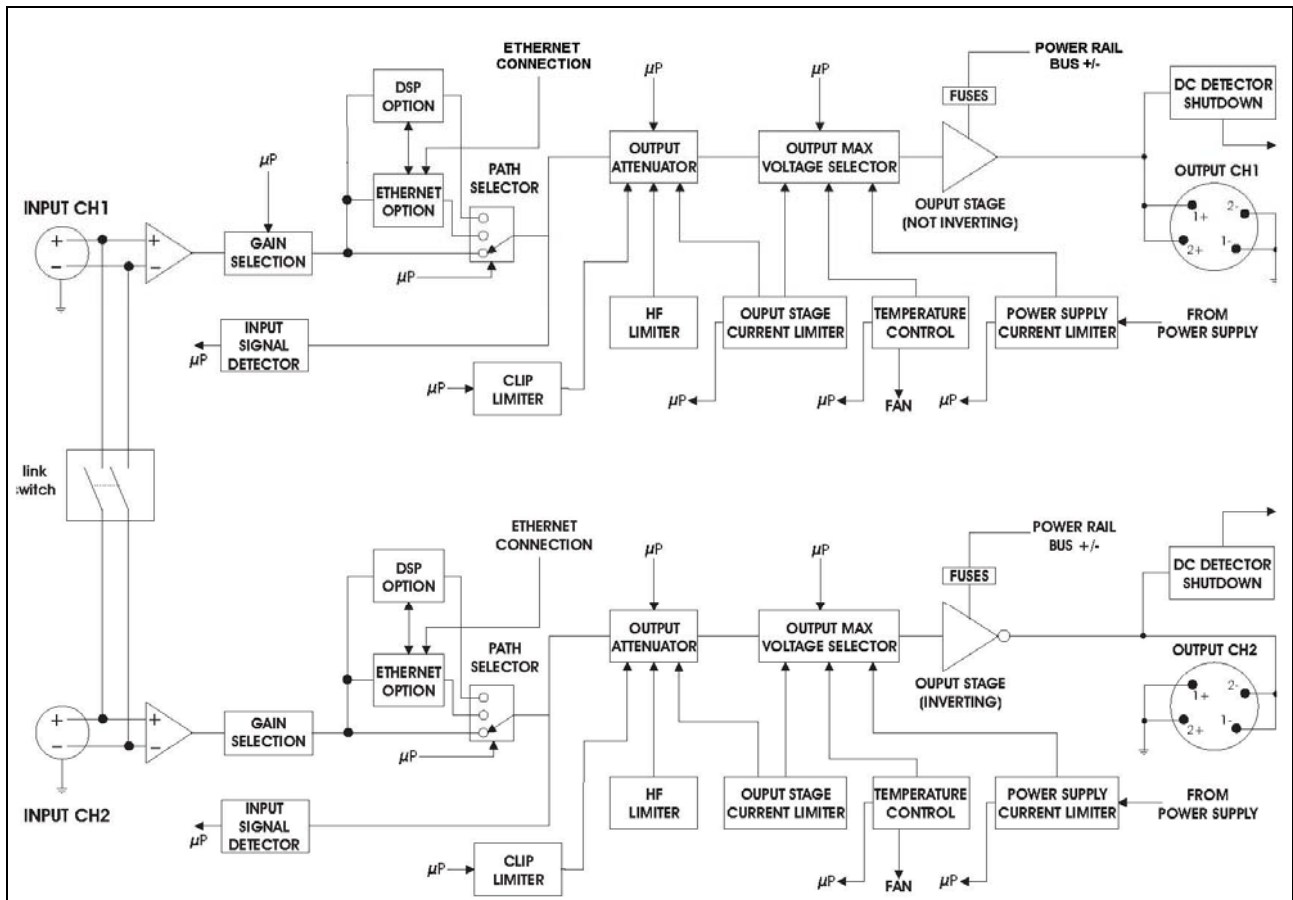 ETHERNET
CONNECTION
POWER RAIL
BUS +/-
µP
µP
DSP
OPTION
FUSES
DC DETECTOR
SHUTDOWN
µP
PATH
SELECTOR
OUTPUT
ATTENUATOR
OUTPUT MAX
VOLTAGE SELECTOR
OUTPUT CH1
INPUT CH1
ETHERNET
OPTION
OUPUT STAGE
(NOT INVERTING)
1+
2-
2+
1-
+
−
+
−
GAIN
SELECTION
µP
HF
LIMITER
OUPUT STAGE
CURRENT LIMITER
TEMPERATURE
CONTROL
POWER SUPPLY
CURRENT LIMITER
FROM
POWER SUPPLY
INPUT
SIGNAL
DETECTOR
µP
CLIP
LIMITER
µP
µP
µP
FAN
µP
link
witch
ETHERNET
CONNECTION
POWER RAIL
BUS +/-
µP
µP
DSP
OPTION
FUSES
DC DETECTOR
SHUTDOWN
PATH
SELECTOR
OUTPUT
ATTENUATOR
OUTPUT MAX
VOLTAGE SELECTOR
OUTPUT CH2
ETHERNET
OPTION
OUPUT STAGE
(INVERTING)
1+
2-
2+
1-
+
−
+
−
GAIN
SELECTION
µP
INPUT CH2
HF
LIMITER
OUPUT STAGE
CURRENT LIMITER
TEMPERATURE
CONTROL
POWER SUPPLY
CURRENT LIMITER
FROM
POWER SUPPLY
INPUT
SIGNAL
DETECTOR
µP
CLIP
LIMITER
µP
µP
FAN
µP